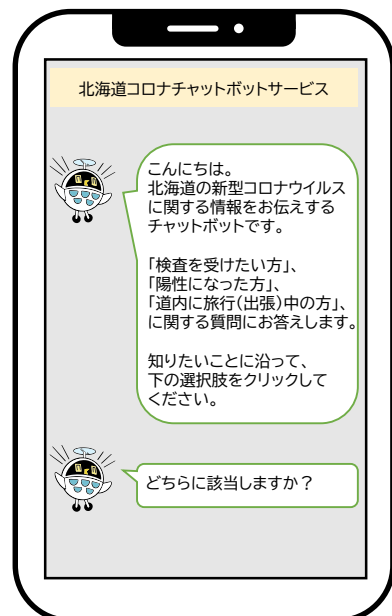 北海道コロナチャットボットサービス
こんにちは。
北海道の新型コロナウイルス
に関する情報をお伝えする
チャットボットです。
「検査を受けたい方」、
「陽性になった方」、
「道内に旅行(出張)中の方」、
に関する質問にお答えします。
知りたいことに沿って、
下の選択肢をクリックして
ください。
どちらに該当しますか？